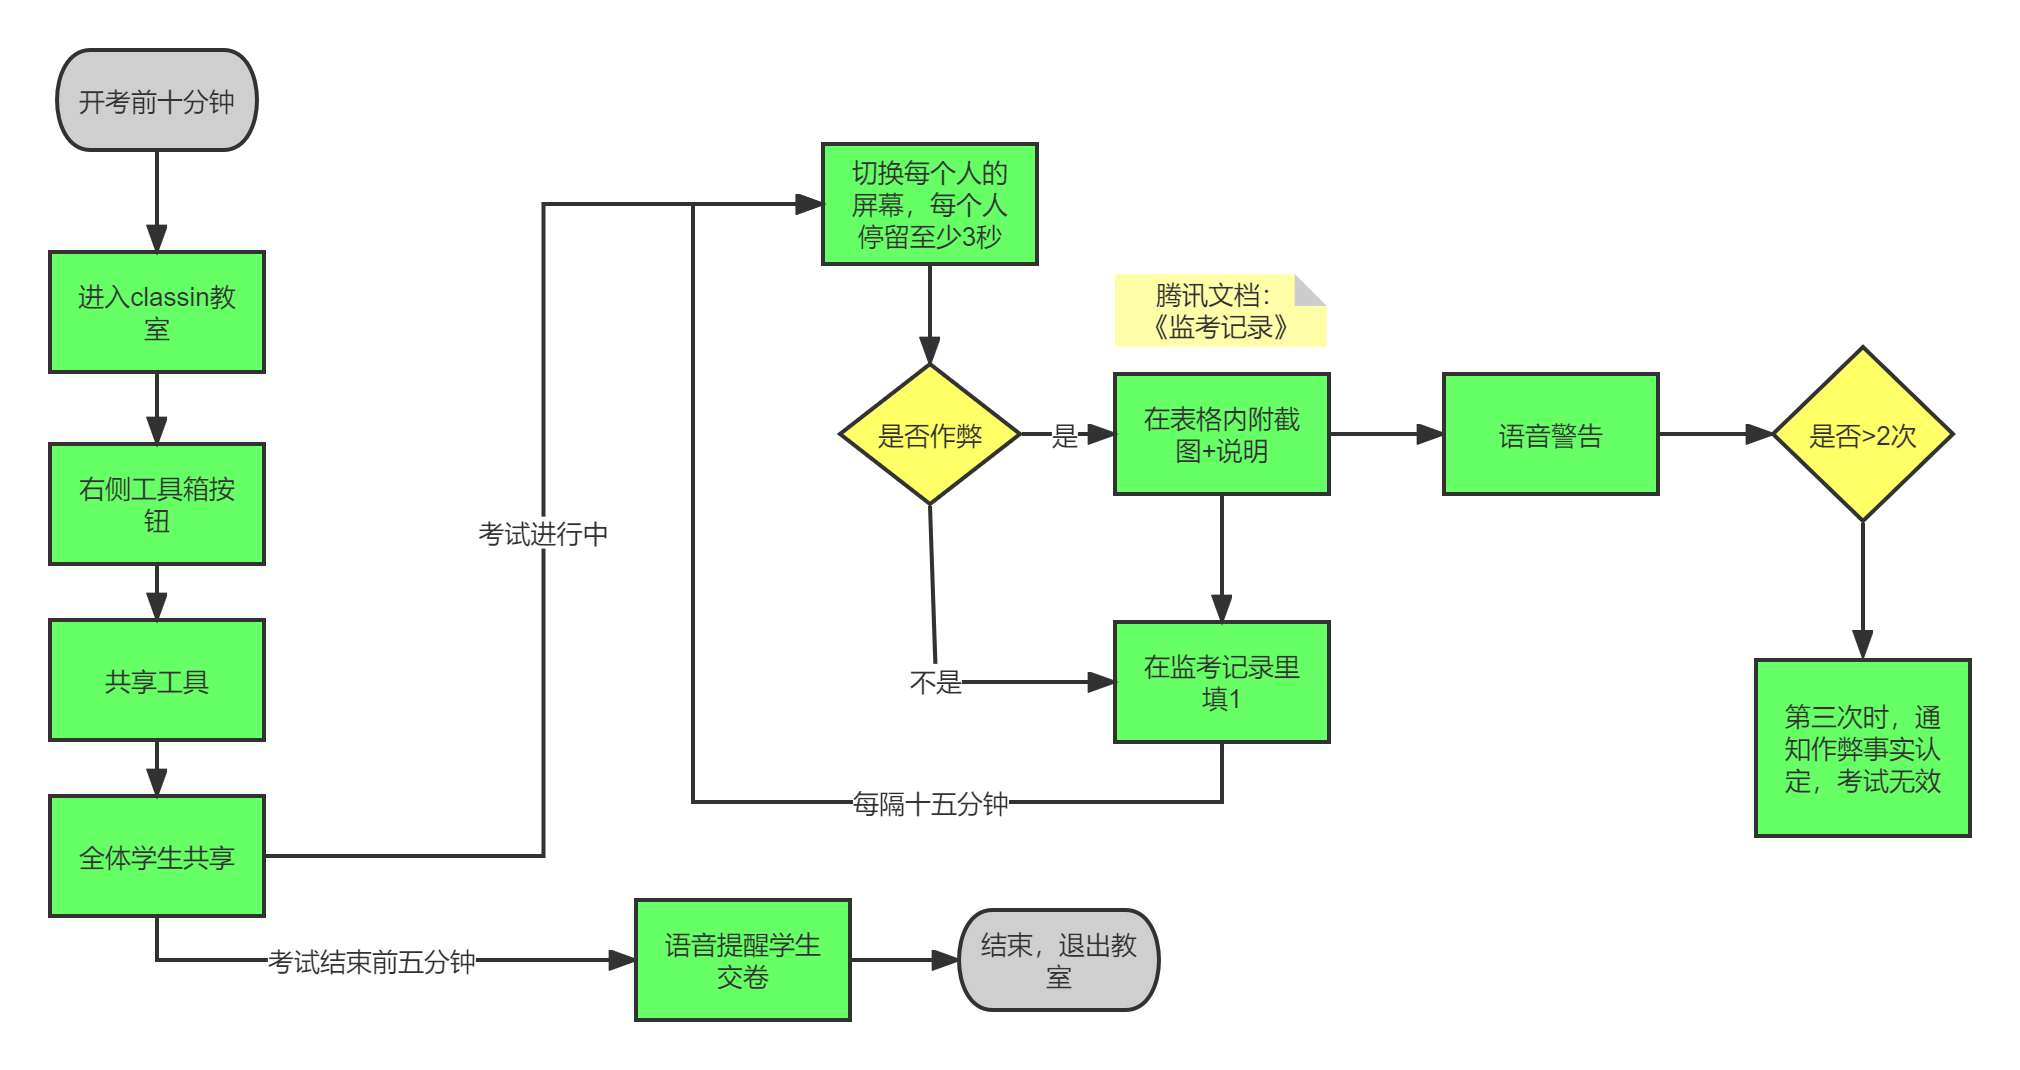 开考前十分钟
进入classin教
室
右侧工具箱按
钮
共享工具
全体学生共享
考试进行中
切换每个人的
屏幕，每个人
停留至少3秒
是否作弊
是
不是
腾讯文档：
《监考记录》
在表格内附截
图+说明
在监考记录里
填1
每隔十五分钟
语音警告
是否>2次
第三次时，通
知作弊事实认
定，考试无效
考试结束前五分钟
语音提醒学生
交卷
结束，退出教
室